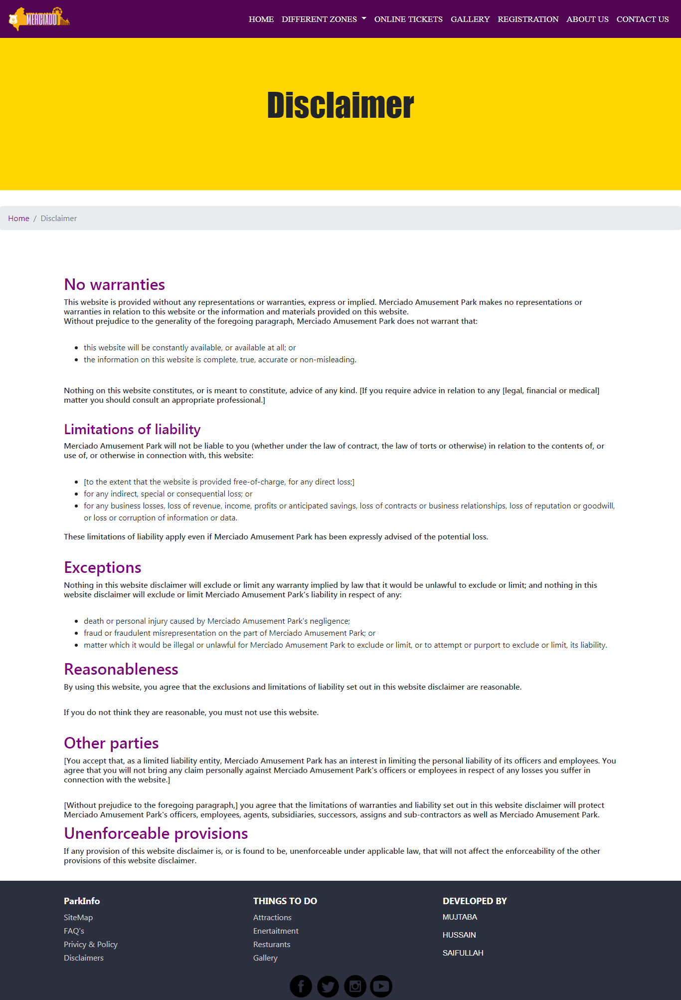 MERCIADO
HOME DIFFERENT ZONES ONLINE TICKETS GALLERY REGISTRATION ABOUT US CONTACT US
Disclaimer
Home / Disclaimer
No warranties
This website is provided without any representations or warranties, express or implied. Merciado Amusement Park makes no representations or
warranties in relation to this website or the information and materials provided on this website.
Without prejudice to the generality of the foregoing paragraph, Merciado Amusement Park does not warrant that:
• this website will be constantly available, or available at all; or
• the information on this website is complete, true, accurate or non-misleading.
Nothing on this website constitutes, or is meant to constitute, advice of any kind. [If you require advice in relation to any [legal, financial or medical]
matter you should consult an appropriate professional.]
Limitations of liability
Merciado Amusement Park will not be liable to you (whether under the law of contract, the law of torts or otherwise) in relation to the contents of, or
use of, or otherwise in connection with, this website:
• [to the extent that the website is provided free-of-charge, for any direct loss;]
• for any indirect, special or consequential loss; or
• for any business losses, loss of revenue, income, profits or anticipated savings, loss of contracts or business relationships, loss of reputation or goodwill,
or loss or corruption of information or data.
These limitations of liability apply even if Merciado Amusement Park has been expressly advised of the potential loss.
Exceptions
Nothing in this website disclaimer will exclude or limit any warranty implied by law that it would be unlawful to exclude or limit; and nothing in this
website disclaimer will exclude or limit Merciado Amusement Park's liability in respect of any:
• death or personal injury caused by Merciado Amusement Park's negligence;
• fraud or fraudulent misrepresentation on the part of Merciado Amusement Park; or
• matter which it would be illegal or unlawful for Merciado Amusement Park to exclude or limit, or to attempt or purport to exclude or limit, its liability.
Reasonableness
By using this website, you agree that the exclusions and limitations of liability set out in this website disclaimer are reasonable.
If you do not think they are reasonable, you must not use this website.
Other parties
[You accept that, as a limited liability entity, Merciado Amusement Park has an interest in limiting the personal liability of its officers and employees. You
agree that you will not bring any claim personally against Merciado Amusement Park's officers or employees in respect of any losses you suffer in
connection with the website.]
[Without prejudice to the foregoing paragraph,] you agree that the limitations of warranties and liability set out in this website disclaimer will protect
Merciado Amusement Park's officers, employees, agents, subsidiaries, successors, assigns and sub-contractors as well as Merciado Amusement Park.
Unenforceable provisions
If any provision of this website disclaimer is, or is found to be, unenforceable under applicable law, that will not affect the enforceability of the other
provisions of this website disclaimer.
ParkInfo
SiteMap
FAQ's
Privicy & Policy
Disclaimers
THINGS TO DO
Attractions
Enertaitment
Resturants
Gallery
DEVELOPED BY
MUJTABA
HUSSAIN
SAIFULLAH